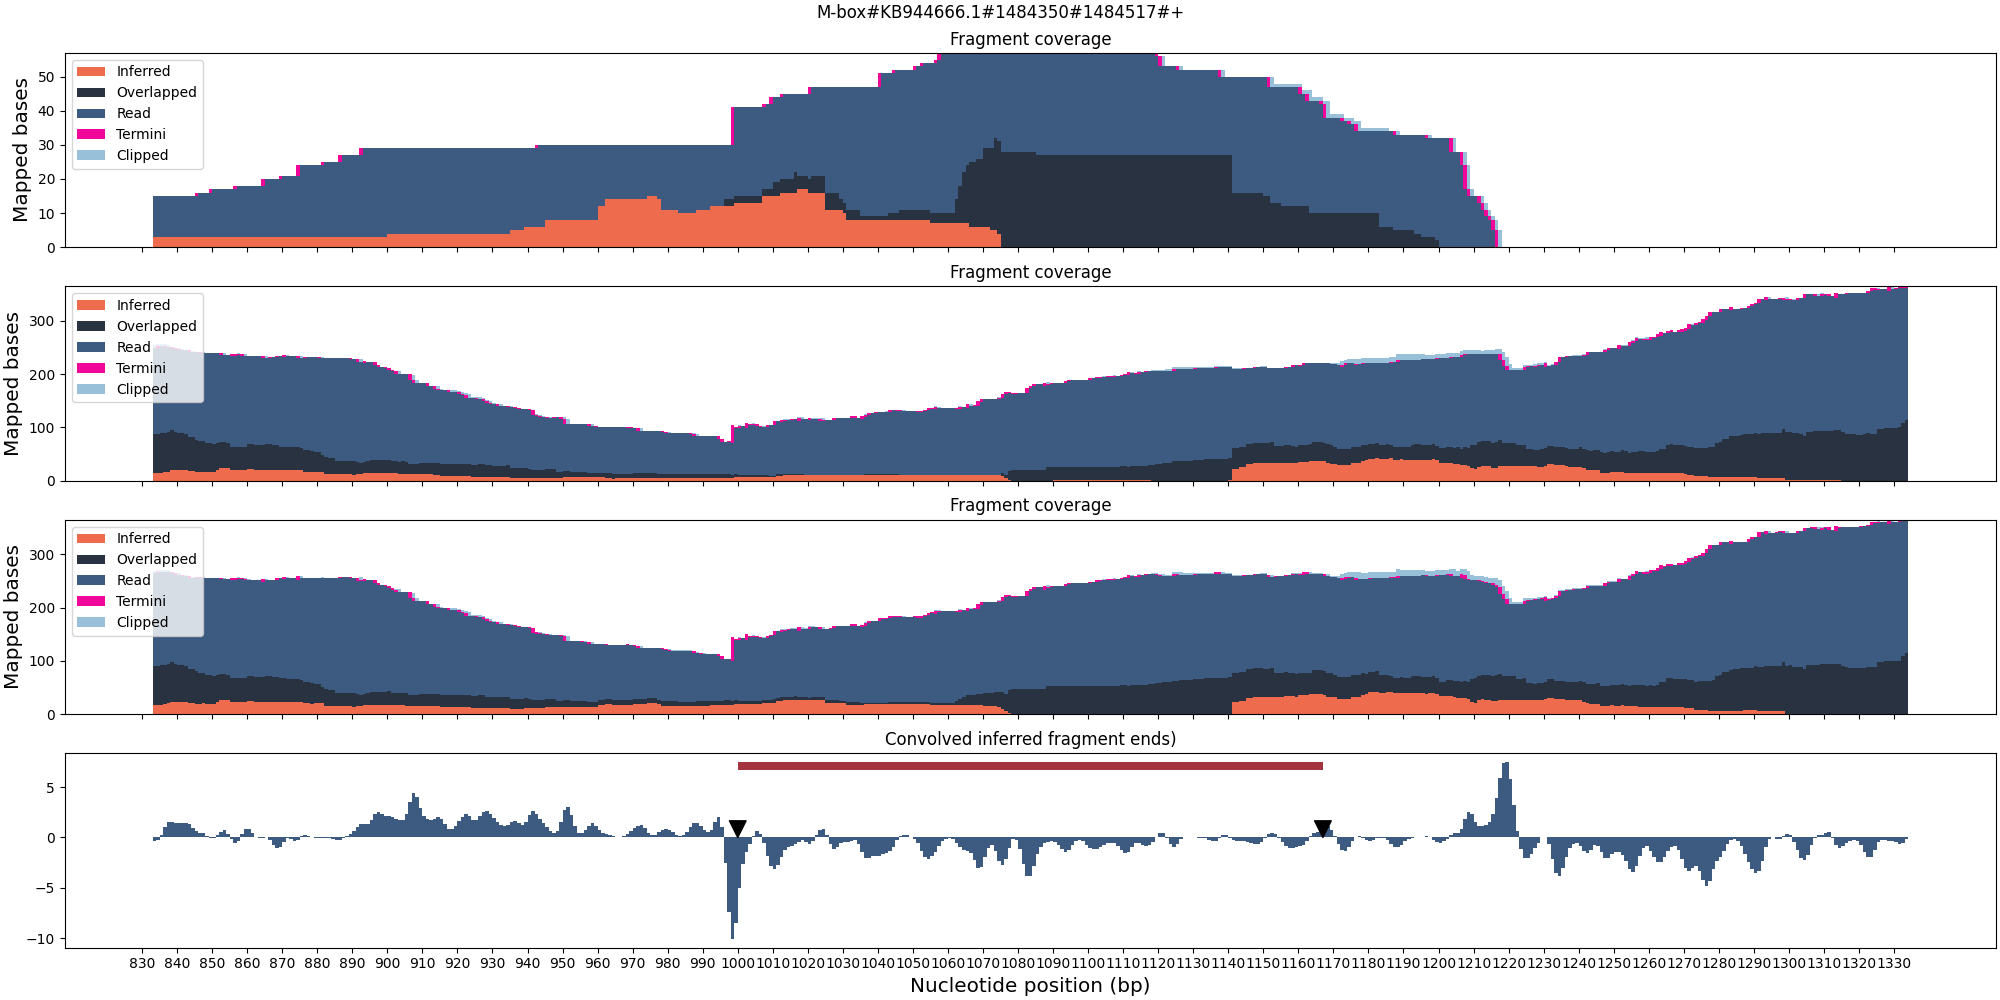 M-box#KB944666.1#1484350#1484517#+
Fragment coverage
Mapped bases
50
40
30
20
10
0
Inferred
Overlapped
Read
Termini
Clipped
Fragment coverage
Mapped bases
300
200
100
0
Inferred
Overlapped
Read
Termini
Clipped
Fragment coverage
Mapped bases
300
200
100
0
Inferred
Overlapped
Read
Termini
Clipped
Convolved inferred fragment ends)
5
0
−5
−10
830 840 850 860 870 880 890 900 910 920 930 940 950 960 970 980 990 1000 1010 1020 1030 1040 1050 1060 1070 1080 1090 1100 1110 1120 1130 1140 1150 1160 1170 1180 1190 1200 1210 1220 1230 1240 1250 1260 1270 1280 1290 1300 1310 1320 1330
Nucleotide position (bp)